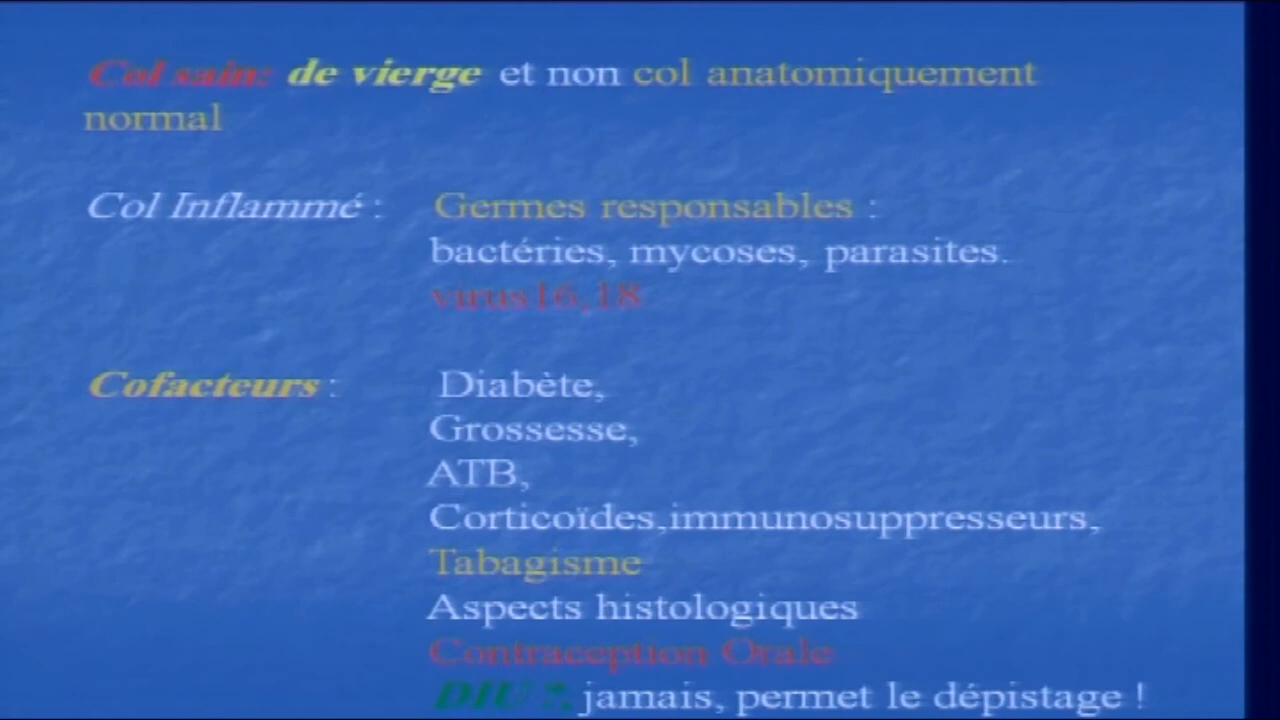 Col sain: de vierge et non col anatomiquement
normal
Col Inflammé : Germes responsables :
bactéries, mycoses, parasites.
virus16,18
Cofacteurs : Diabète,
Grossesse,
ATB,
Corticoïdes,immunosuppresseurs,
Tabagisme
Aspects histologiques
Contraception Orale
DIU ?, jamais, permet le dépistage !